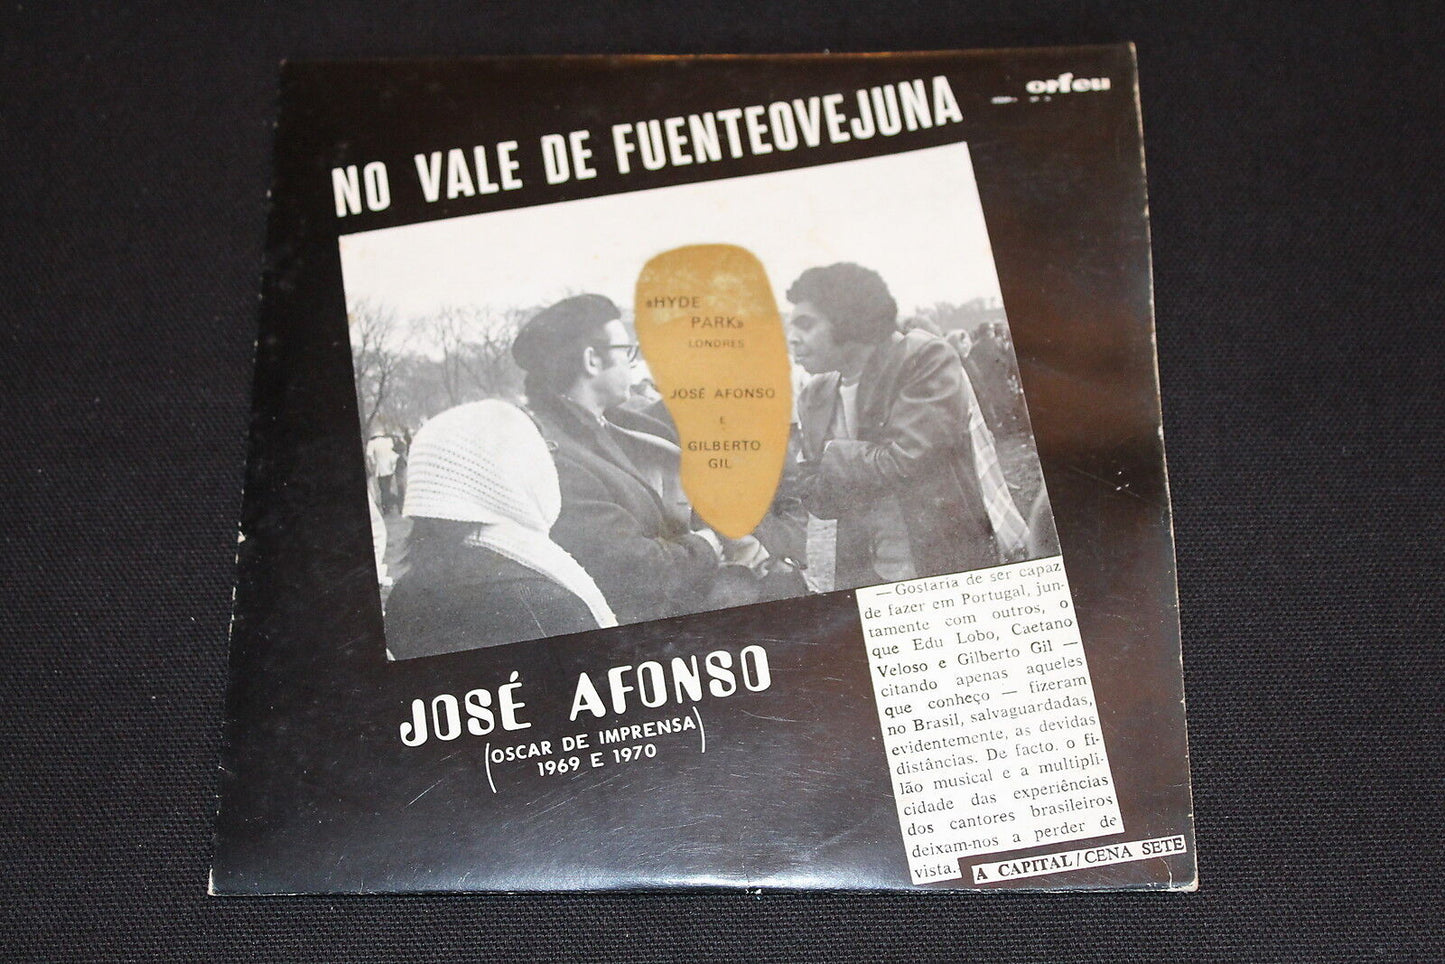 orfeu
NO VALE DE FUENTEOVEJUNA
«HYDE
PARK»
LONDRES
JOSÉ AFONSO
E
GILBERTO
GIL
JOSÉ AFONSO
(OSCAR DE IMPRENSA)
1969 E 1970
—Gostaria de ser capaz
de fazer em Portugal, jun-
tamente com outros, o
que Edu Lobo, Caetano
Veloso e Gilberto Gil —
citando apenas aqueles
que conheço — fizeram
no Brasil, salvaguardadas,
evidentemente, as devidas
distâncias. De facto, o fi-
lão musical e a multipli-
cidade das experiências
dos cantores brasileiros
deixam-nos a perder de
vista.
A CAPITAL/CENA SETE